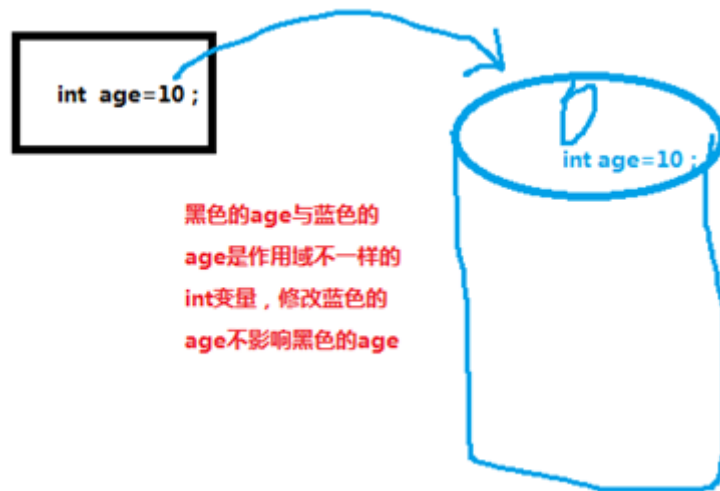 int age=10 ;
int age=10 ;
黑色的age与蓝色的
age是作用域不一样的
int变量，修改蓝色的
age不影响黑色的age